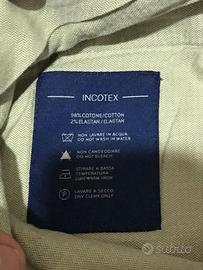 INCOTEX
98% COTONE/COTTON
2% ELASTAN/ELASTAN
NON LAVARE IN ACQUA
DO NOT WASH IN WATER
NON CANDEGGIARE
DO NOT BLEACH
STIRARE A BASSA
TEMPERATURA
LUKEWARM IRON
P
LAVARE A SECCO
DRY CLEAN ONLY
subito